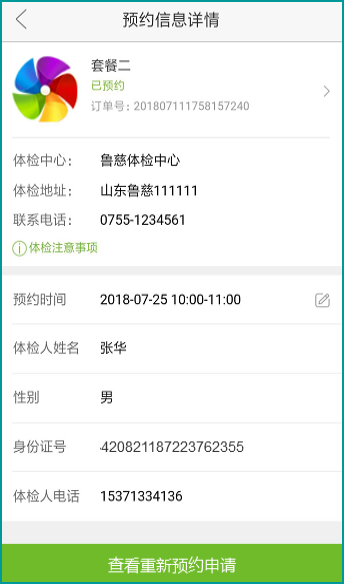 预约信息详情
套餐二
已预约
订单号: 201807111758157240
体检中心: 鲁慈体检中心
体检地址: 山东鲁慈111111
联系电话: 0755-1234561
体检注意事项
预约时间 2018-07-25 10:00-11:00
体检人姓名 张华
性别 男
身份证号 420821187223762355
体检人电话 15371334136
查看重新预约申请